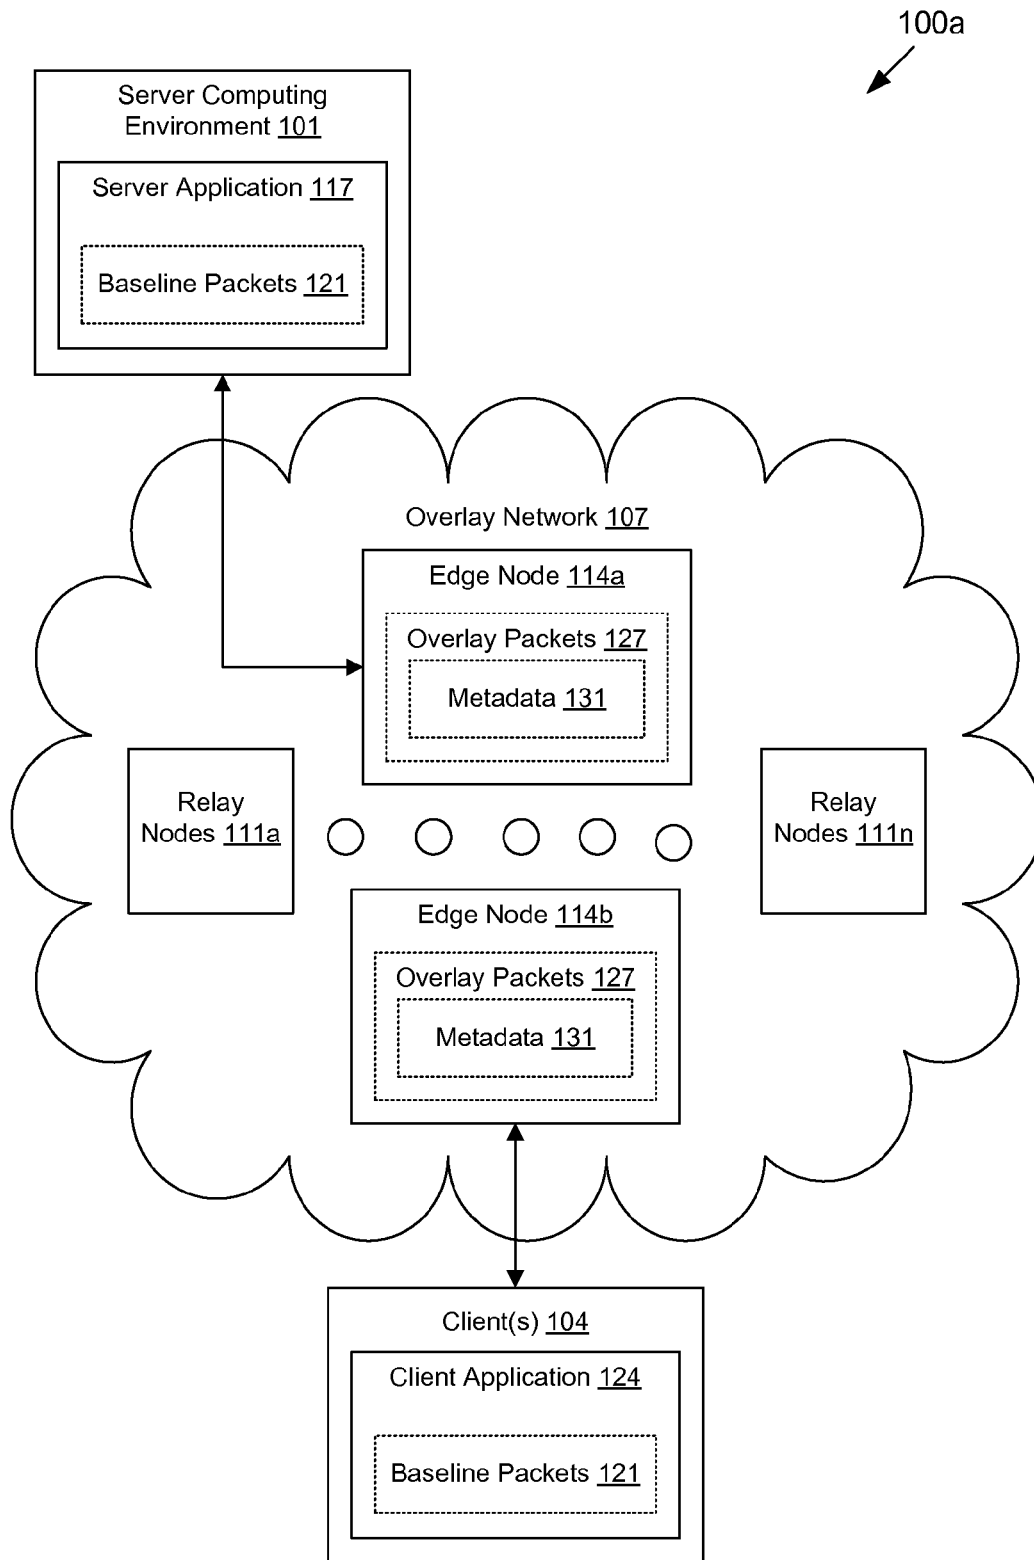 100a
Server Computing
Environment 101
Server Application 117
Baseline Packets 121
Overlay Network 107
Edge Node 114a
Overlay Packets 127
Metadata 131
Relay
Nodes 111a
Relay
Nodes 111n
Edge Node 114b
Overlay Packets 127
Metadata 131
Client(s) 104
Client Application 124
Baseline Packets 121